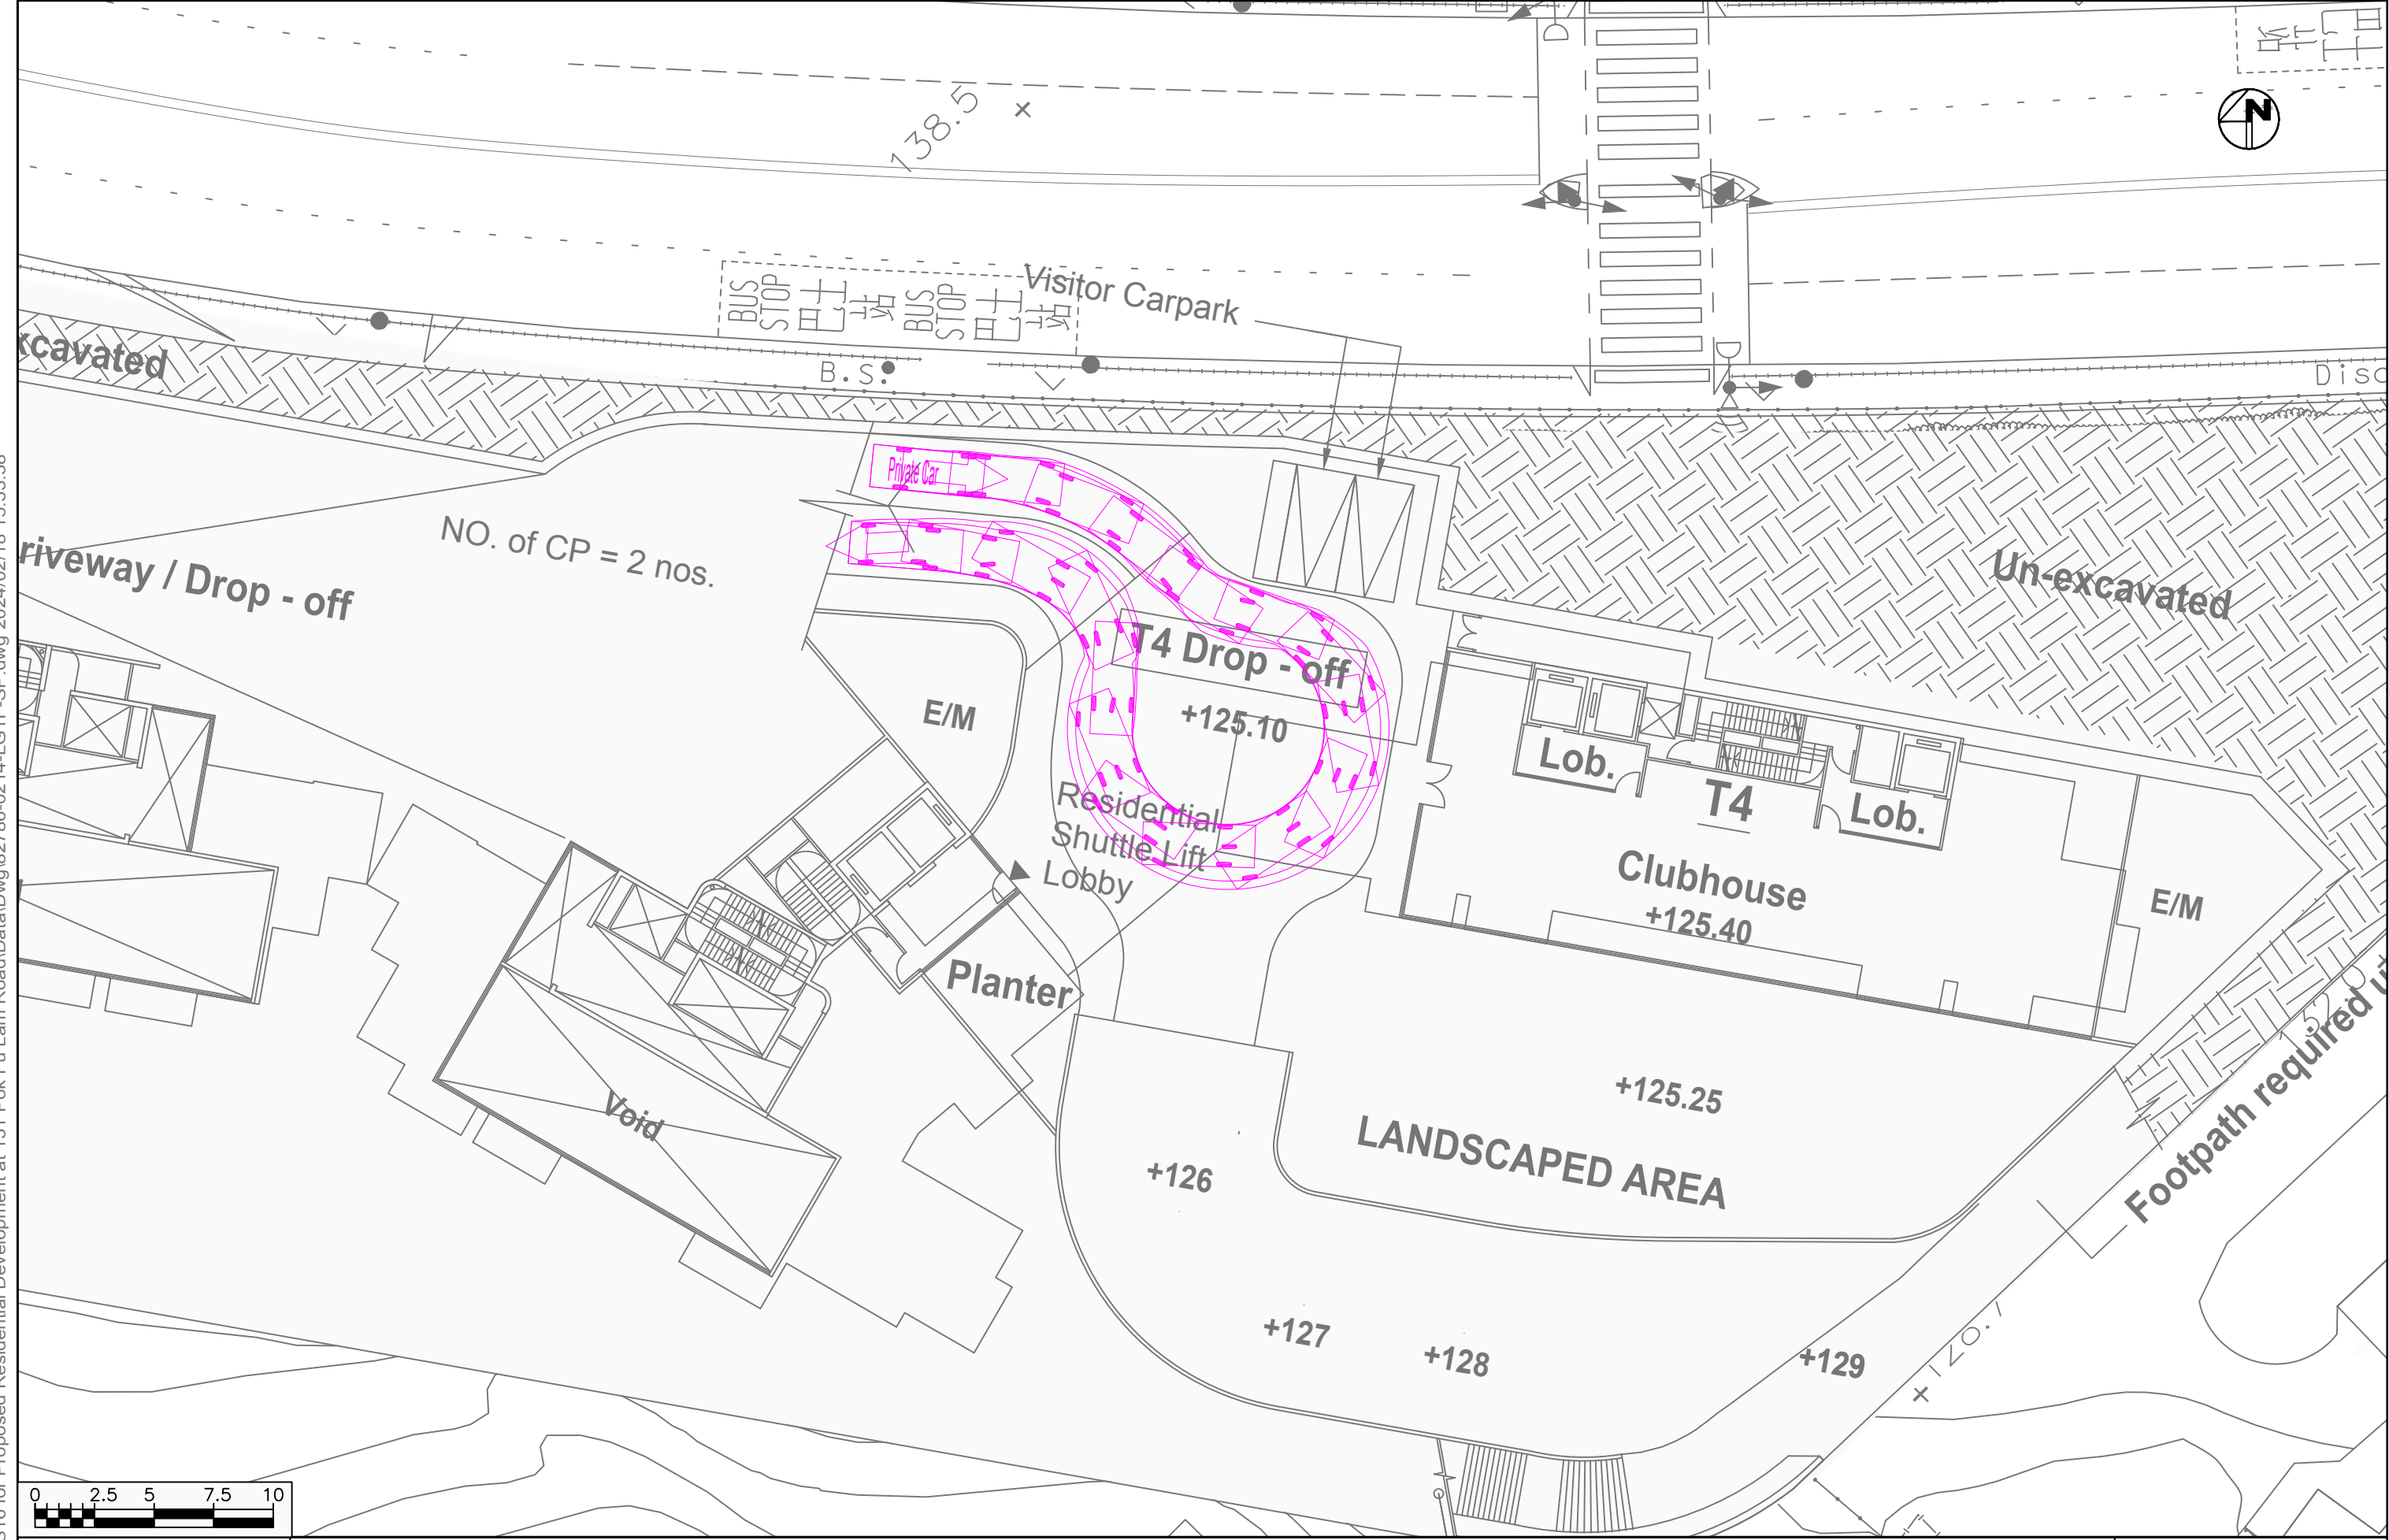 N
138.5
Visitor Carpark
BUS STOP
巴士站
BUS STOP
巴士站
B.S.
xcavated
Private Car
NO. of CP = 2 nos.
riveway / Drop - off
Un-excavated
T4 Drop - off
+125.10
E/M
Lob.
T4
Lob.
Residential
Shuttle Lift
Lobby
Clubhouse
+125.40
E/M
Planter
Void
+125.25
LANDSCAPED AREA
+126
Footpath required u
+127
+128
+129
0 2.5 5 7.5 10